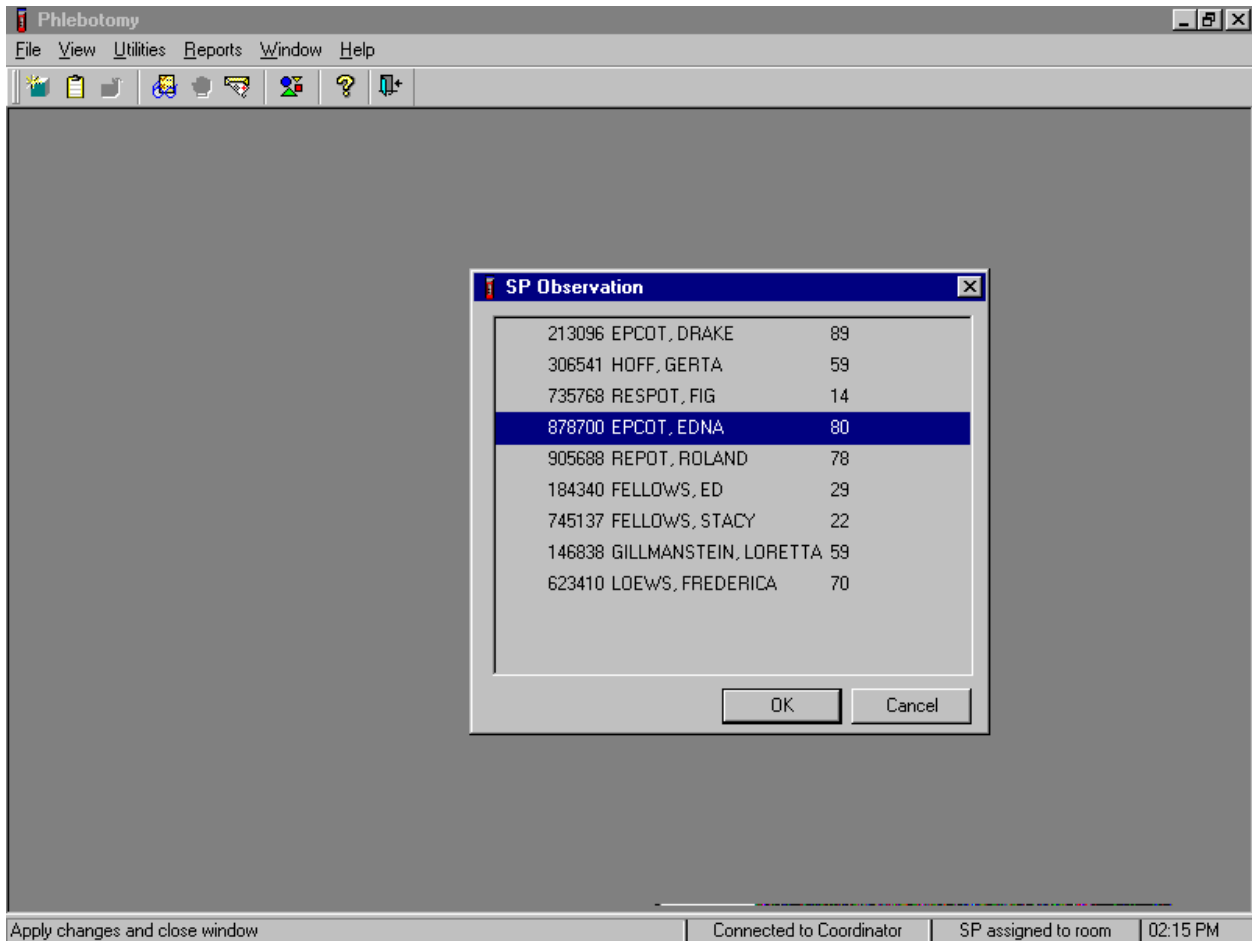 Phlebotomy
File View Utilities Reports Window Help
SP Observation
213096 EPCOT, DRAKE 89
306541 HOFF, GERTA 59
735768 RESPOT, FIG 14
878700 EPCOT, EDNA 80
905688 REPOT, ROLAND 78
184340 FELLOWS, ED 29
745137 FELLOWS, STACY 22
146838 GILLMANSTEIN, LORETTA 59
623410 LOEWS, FREDERICA 70
OK Cancel
Apply changes and close window Connected to Coordinator SP assigned to room 02:15 PM